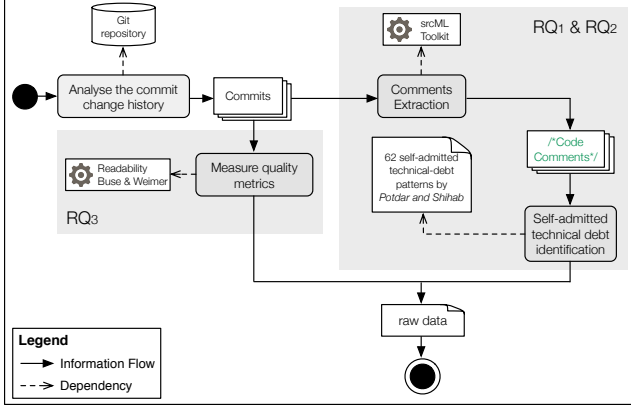 Git
repository
Analyse the commit
change history
Commits
srcML
Toolkit
RQ1 & RQ2
Comments
Extraction
/*Code
Comments*/
62 self-admitted
technical-debt
patterns by
Potdar and Shihab
Self-admitted
technical debt
identification
Readability
Buse & Weimer
Measure quality
metrics
RQ3
raw data
Legend
Information Flow
Dependency